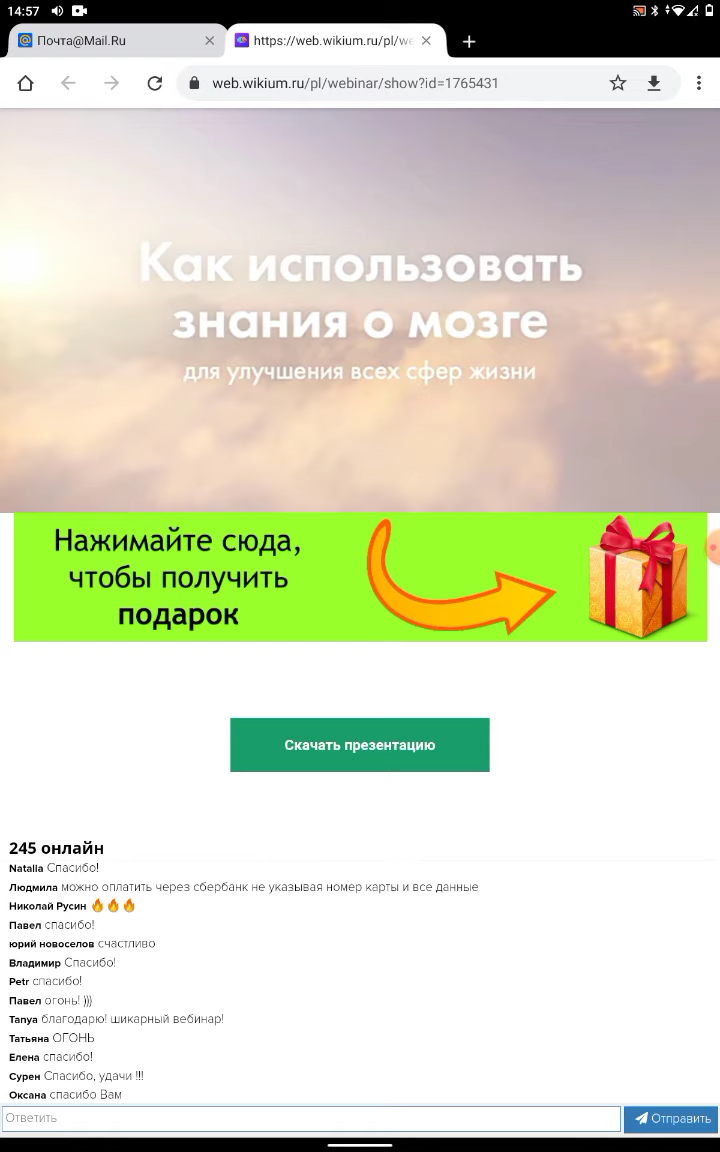 14:57
Почта@Mail.Ru
https://web.wikium.ru/pl/we
web.wikium.ru/pl/webinar/show?id=1765431
Как использовать
знания о мозге
для улучшения всех сфер жизни
Нажимайте сюда,
чтобы получить
подарок
Скачать презентацию
245 онлайн
Natalia Спасибо!
Людмила можно оплатить через сбербанк не указывая номер карты и все данные
Николай Русин 🔥🔥🔥
Павел спасибо!
юрий новоселов счастливо
Владимир Спасибо!
Petr спасибо!
Павел огонь! )))
Tanya благодарю! шикарный вебинар!
Татьяна ОГОНЬ
Елена спасибо!
Сурен Спасибо, удачи !!!
Оксана спасибо Вам
Ответить
Отправить